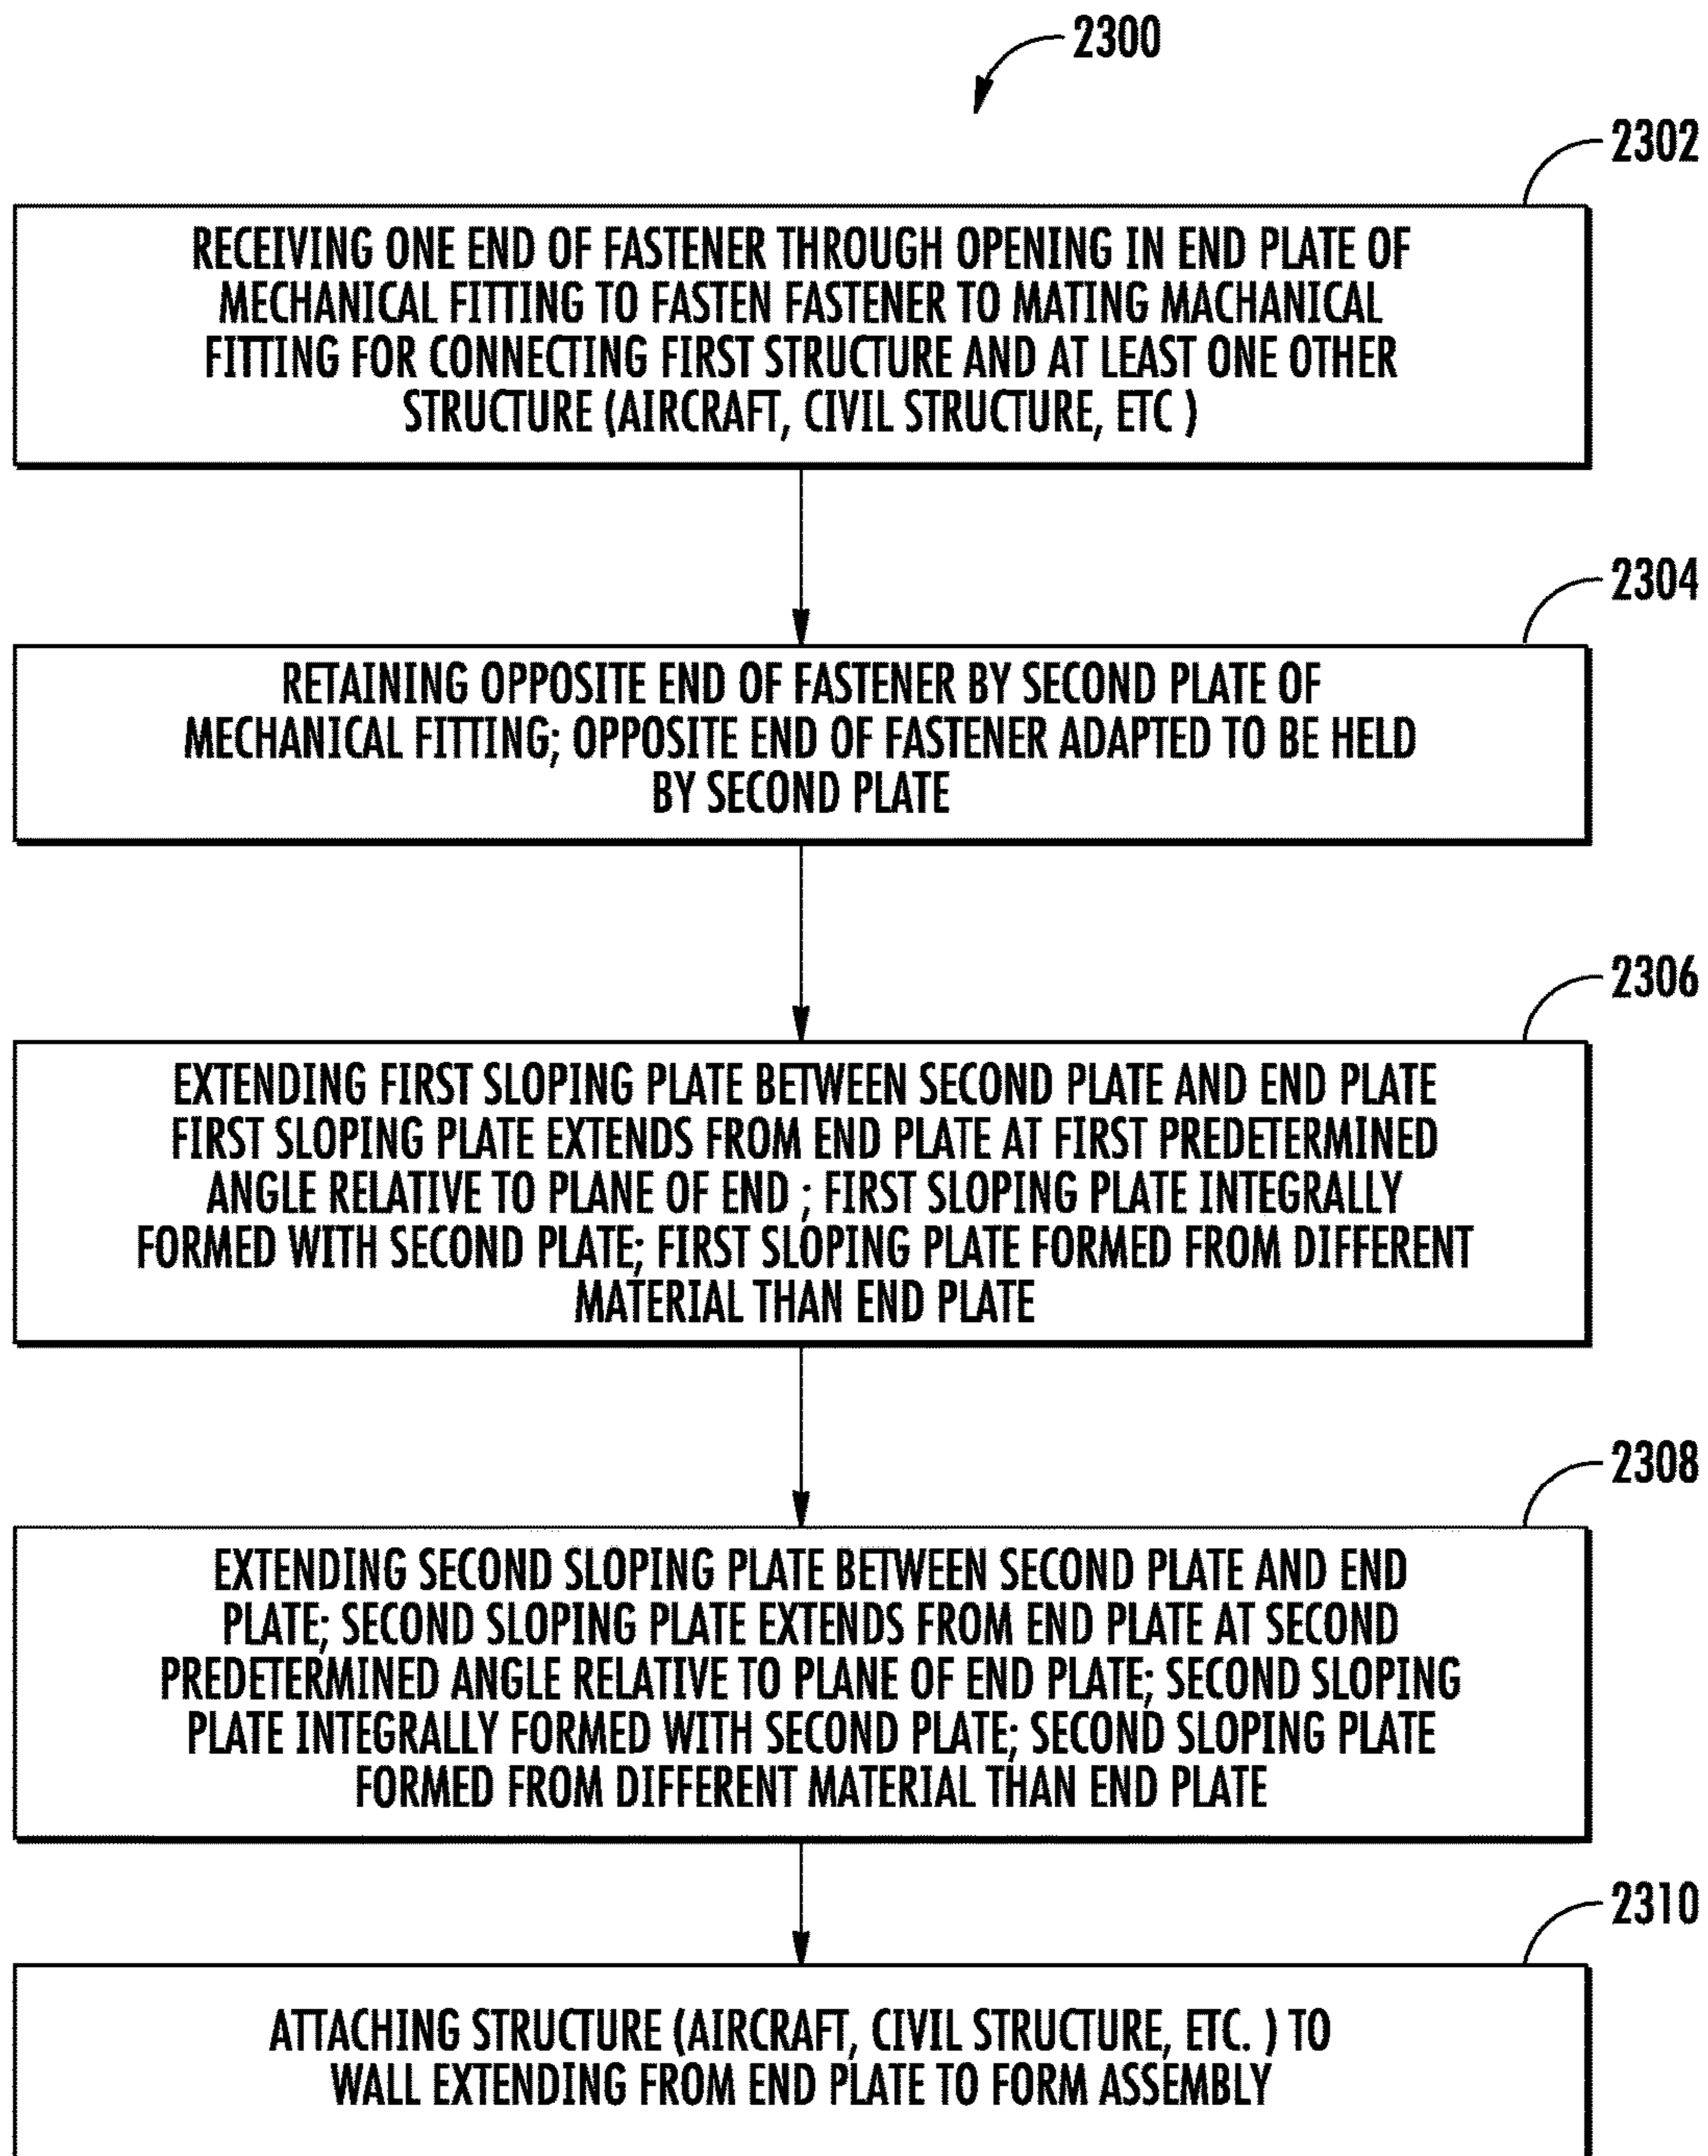 2300
2302
RECEIVING ONE END OF FASTENER THROUGH OPENING IN END PLATE OF
MECHANICAL FITTING TO FASTEN FASTENER TO MATING MACHANICAL
FITTING FOR CONNECTING FIRST STRUCTURE AND AT LEAST ONE OTHER
STRUCTURE (AIRCRAFT, CIVIL STRUCTURE, ETC )
2304
RETAINING OPPOSITE END OF FASTENER BY SECOND PLATE OF
MECHANICAL FITTING; OPPOSITE END OF FASTENER ADAPTED TO BE HELD
BY SECOND PLATE
2306
EXTENDING FIRST SLOPING PLATE BETWEEN SECOND PLATE AND END PLATE
FIRST SLOPING PLATE EXTENDS FROM END PLATE AT FIRST PREDETERMINED
ANGLE RELATIVE TO PLANE OF END ; FIRST SLOPING PLATE INTEGRALLY
FORMED WITH SECOND PLATE; FIRST SLOPING PLATE FORMED FROM DIFFERENT
MATERIAL THAN END PLATE
2308
EXTENDING SECOND SLOPING PLATE BETWEEN SECOND PLATE AND END
PLATE; SECOND SLOPING PLATE EXTENDS FROM END PLATE AT SECOND
PREDETERMINED ANGLE RELATIVE TO PLANE OF END PLATE; SECOND SLOPING
PLATE INTEGRALLY FORMED WITH SECOND PLATE; SECOND SLOPING PLATE
FORMED FROM DIFFERENT MATERIAL THAN END PLATE
2310
ATTACHING STRUCTURE (AIRCRAFT, CIVIL STRUCTURE, ETC. ) TO
WALL EXTENDING FROM END PLATE TO FORM ASSEMBLY